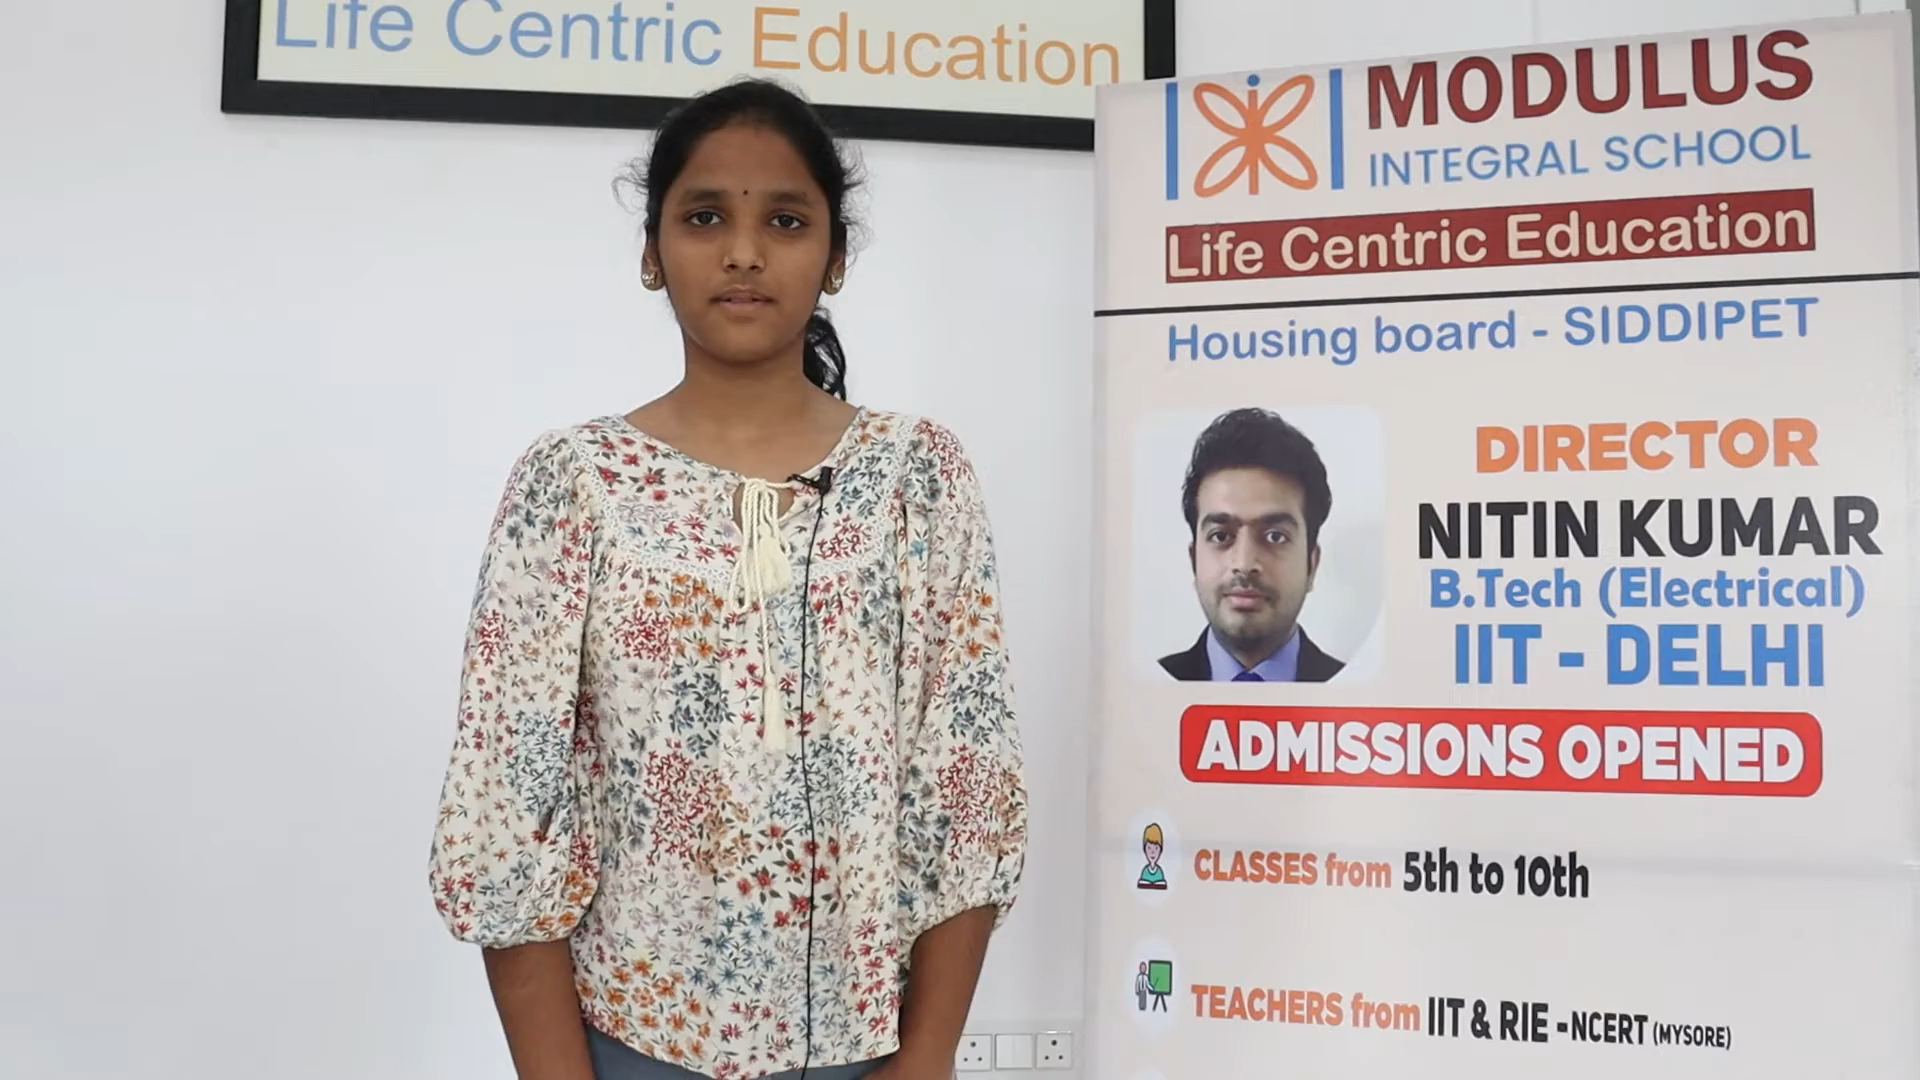 Life Centric Education
MODULUS
INTEGRAL SCHOOL
Life Centric Education
Housing board - SIDDIPET
DIRECTOR
NITIN KUMAR
B.Tech (Electrical)
IIT - DELHI
ADMISSIONS OPENED
CLASSES from 5th to 10th
TEACHERS from IIT & RIE - NCERT (MYSORE)